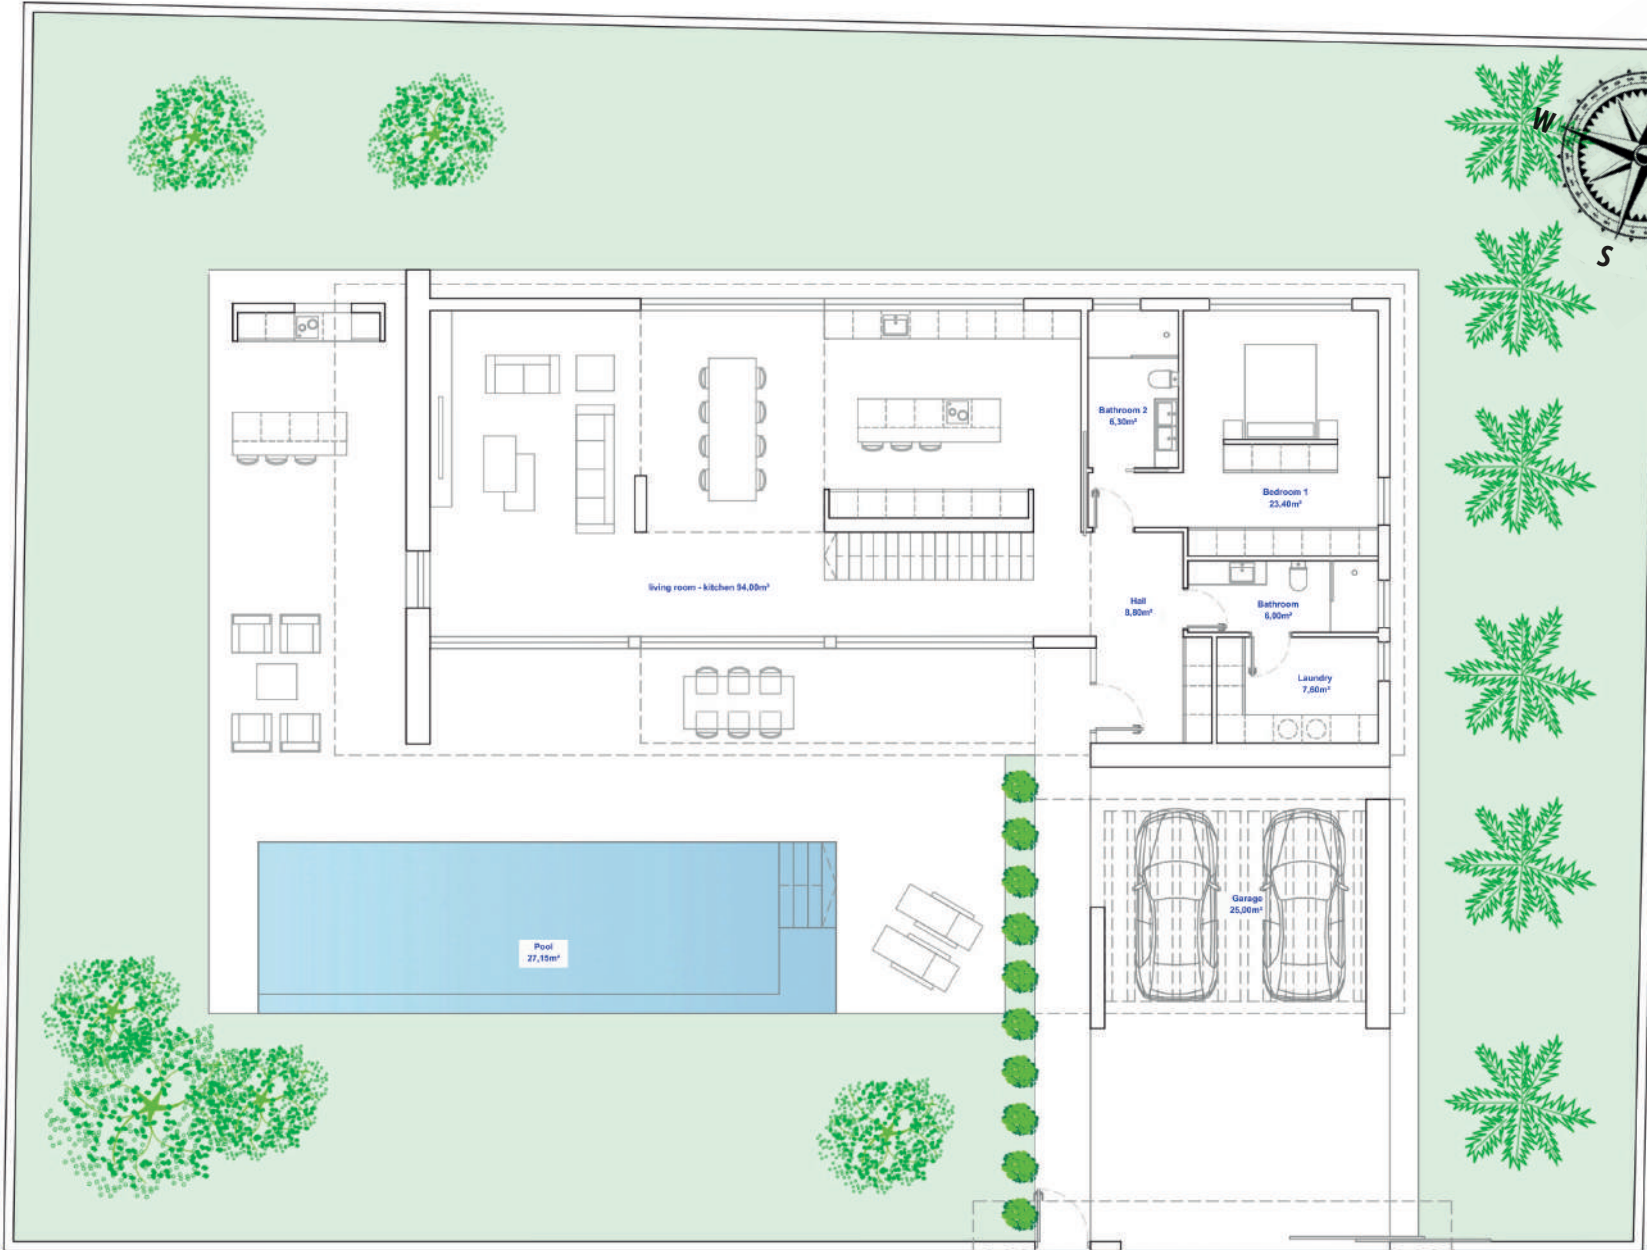 W
S
Bathroom 2
6,30m²
Bedroom 1
23,40m²
living room - kitchen 94,00m²
Hall
8,80m²
Bathroom
6,00m²
Laundry
7,60m²
Garage
25,00m²
Pool
27,15m²